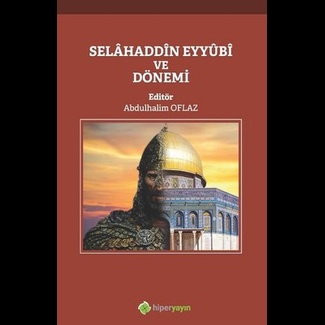 SELÂHADDÎN EYYÛBÎ
VE
DÖNEMİ
Editör
Abdulhalim OFLAZ
hiperyayın